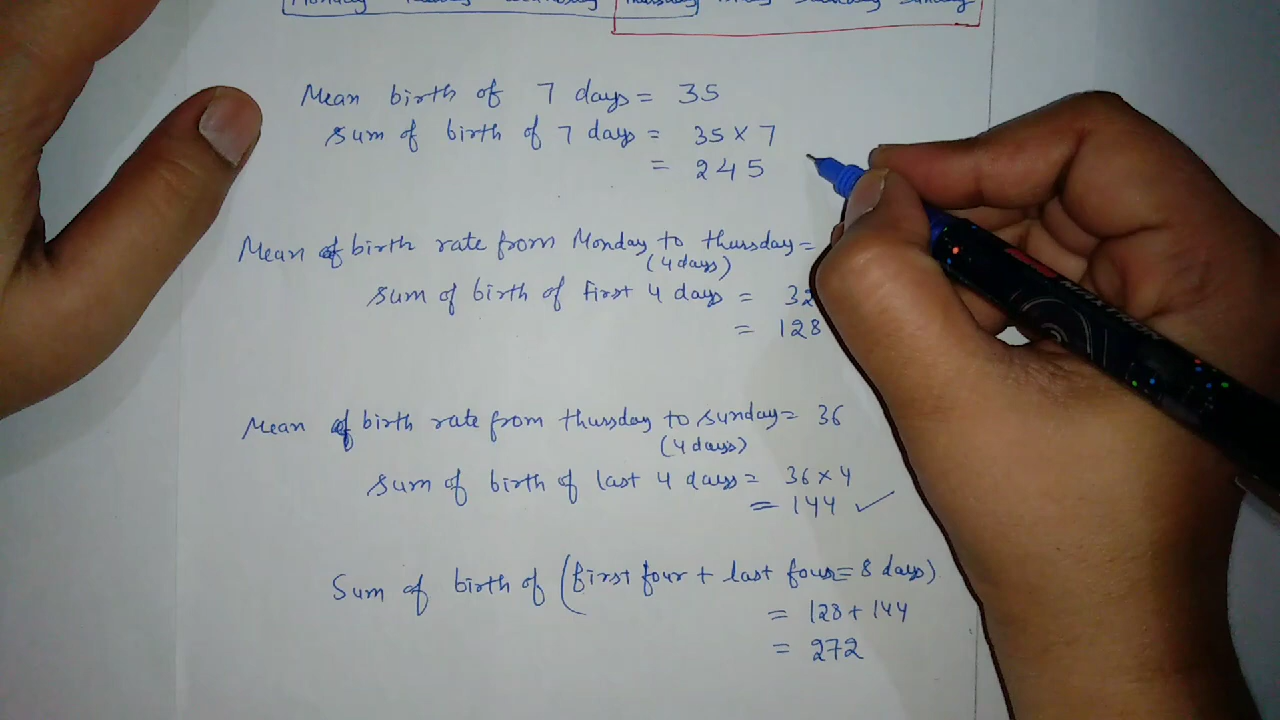 Mean birth of 7 days = 35
Sum of birth of 7 days = 35 × 7
= 245
Mean of birth rate from Monday to thursday =
(4 days)
Sum of birth of first 4 days = 32
= 128
Mean of birth rate from thursday to sunday = 36
(4 days)
Sum of birth of last 4 days = 36 × 4
= 144 ✓
Sum of birth of (first four + last four = 8 days)
= 128 + 144
= 272